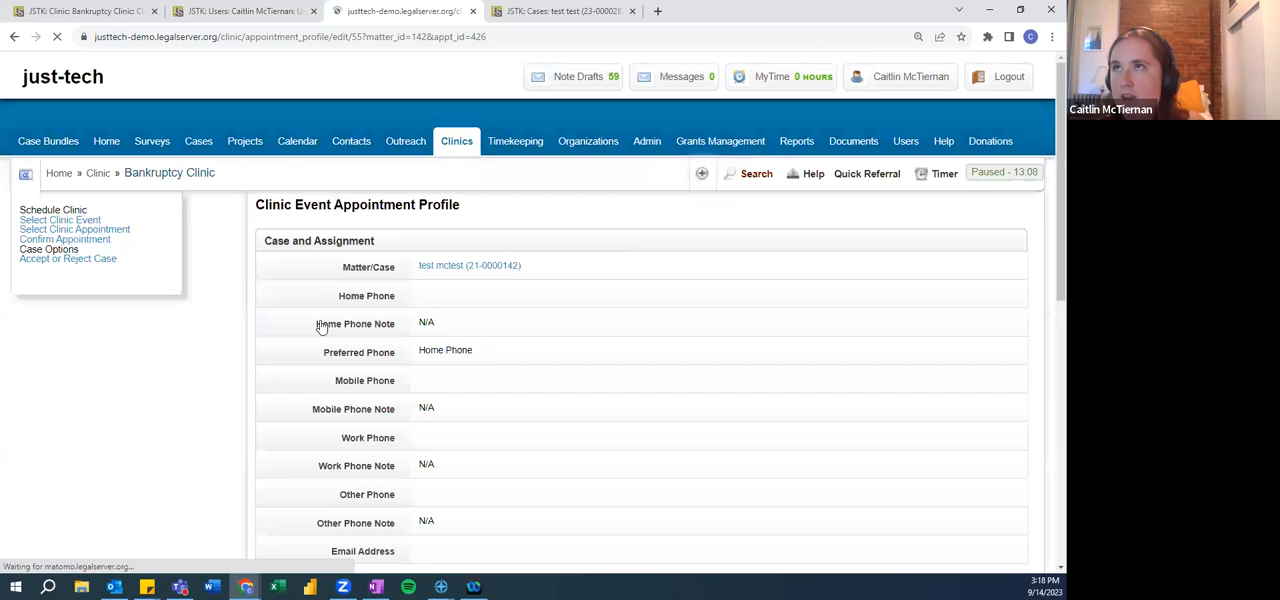 JSTK: Clinic: Bankruptcy Clinic: Cl
JSTK: Users: Caitlin McTiernan: U
justtech-demo.legalserver.org/cl
JSTK: Cases: test test (23-000028
justtech-demo.legalserver.org/clinic/appointment_profile/edit/55?matter_id=142&appt_id=426
C
just-tech
Note Drafts 59
Messages 0
MyTime 0 HOURS
Caitlin McTiernan
Logout
Caitlin McTiernan
Case Bundles Home Surveys Cases Projects Calendar Contacts Outreach Clinics Timekeeping Organizations Admin Grants Management Reports Documents Users Help Donations
Home » Clinic » Bankruptcy Clinic
Search Help Quick Referral Timer Paused - 13:08
Schedule Clinic
Select Clinic Event
Select Clinic Appointment
Confirm Appointment
Case Options
Accept or Reject Case
Clinic Event Appointment Profile
Case and Assignment
Matter/Case test mctest (21-0000142)
Home Phone
Home Phone Note N/A
Preferred Phone Home Phone
Mobile Phone
Mobile Phone Note N/A
Work Phone
Work Phone Note N/A
Other Phone
Other Phone Note N/A
Email Address
Waiting for matomo.legalserver.org...
3:18 PM
9/14/2023